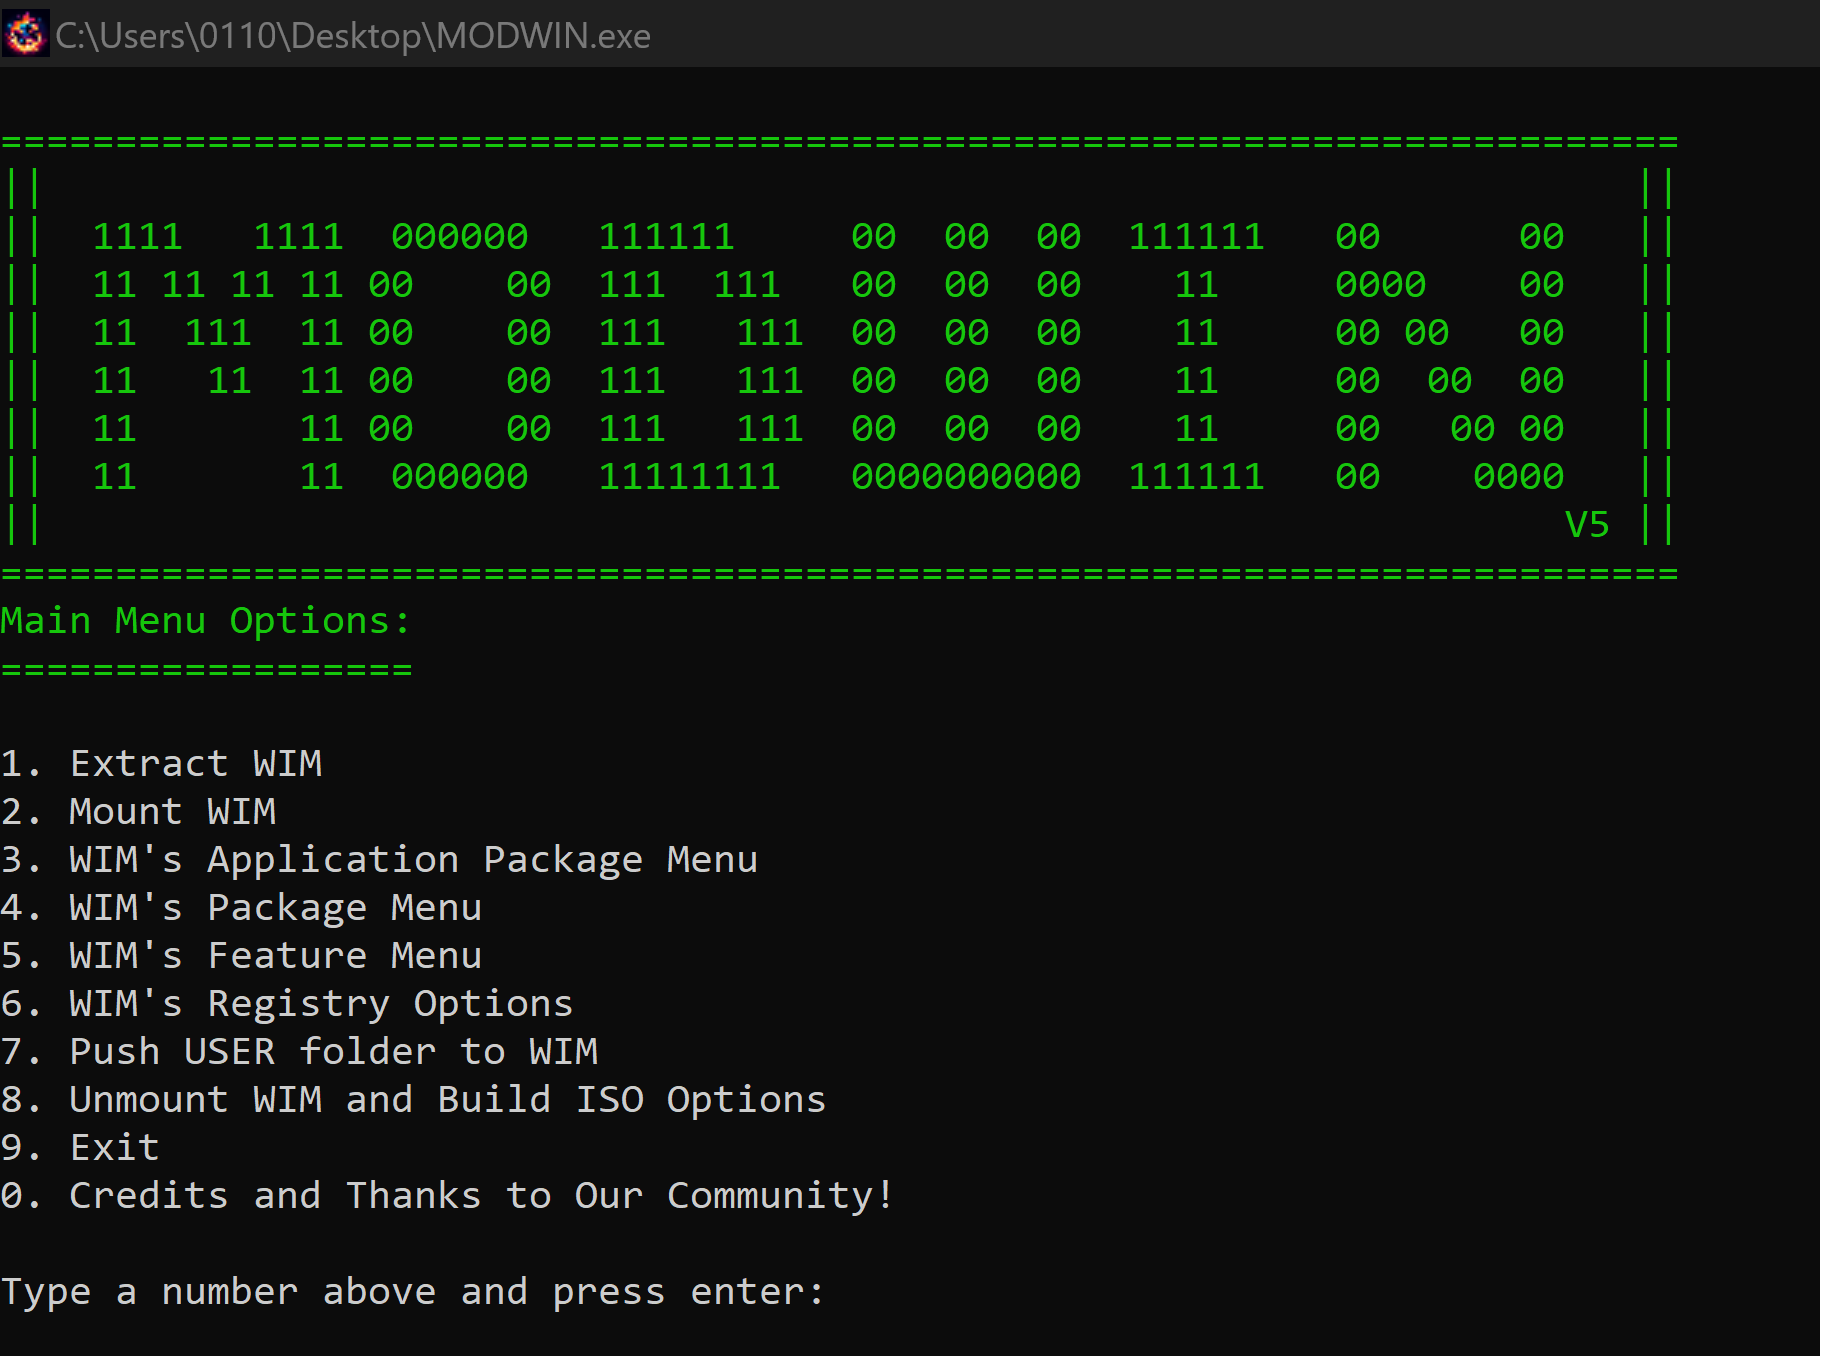 C:\Users\0110\Desktop\MODWIN.exe
=========================================================================
||                                                                      ||
||  1111   1111  000000   111111     00  00  00  111111   00      00   ||
||  11 11 11 11 00    00  111  111   00  00  00    11     0000    00   ||
||  11  111  11 00    00  111   111  00  00  00    11     00 00   00   ||
||  11   11  11 00    00  111   111  00  00  00    11     00  00  00   ||
||  11       11 00    00  111   111  00  00  00    11     00   00 00   ||
||  11       11  000000   11111111   0000000000  111111   00    0000   ||
||                                                                  V5 ||
=========================================================================
Main Menu Options:
==================
1. Extract WIM
2. Mount WIM
3. WIM's Application Package Menu
4. WIM's Package Menu
5. WIM's Feature Menu
6. WIM's Registry Options
7. Push USER folder to WIM
8. Unmount WIM and Build ISO Options
9. Exit
0. Credits and Thanks to Our Community!
Type a number above and press enter: